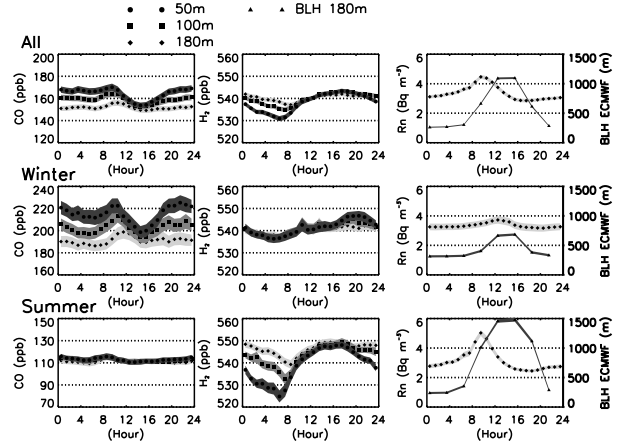 50m
BLH 180m
100m
180m
All
CO (ppb)
200
180
160
140
120
0 4 8 12 16 20 24
(Hour)
H₂ (ppb)
560
550
540
530
520
0 4 8 12 16 20 24
(Hour)
Rn (Bq m⁻³)
6
4
2
0
0 4 8 12 16 20 24
(Hour)
1500
1000
500
0
BLH ECMWF (m)
Winter
CO (ppb)
240
220
200
180
160
0 4 8 12 16 20 24
(Hour)
H₂ (ppb)
560
550
540
530
520
0 4 8 12 16 20 24
(Hour)
Rn (Bq m⁻³)
6
4
2
0
0 4 8 12 16 20 24
(Hour)
1500
1000
500
0
BLH ECMWF (m)
Summer
CO (ppb)
150
130
110
90
70
0 4 8 12 16 20 24
(Hour)
H₂ (ppb)
560
550
540
530
520
0 4 8 12 16 20 24
(Hour)
Rn (Bq m⁻³)
6
4
2
0
0 4 8 12 16 20 24
(Hour)
1500
1000
500
0
BLH ECMWF (m)